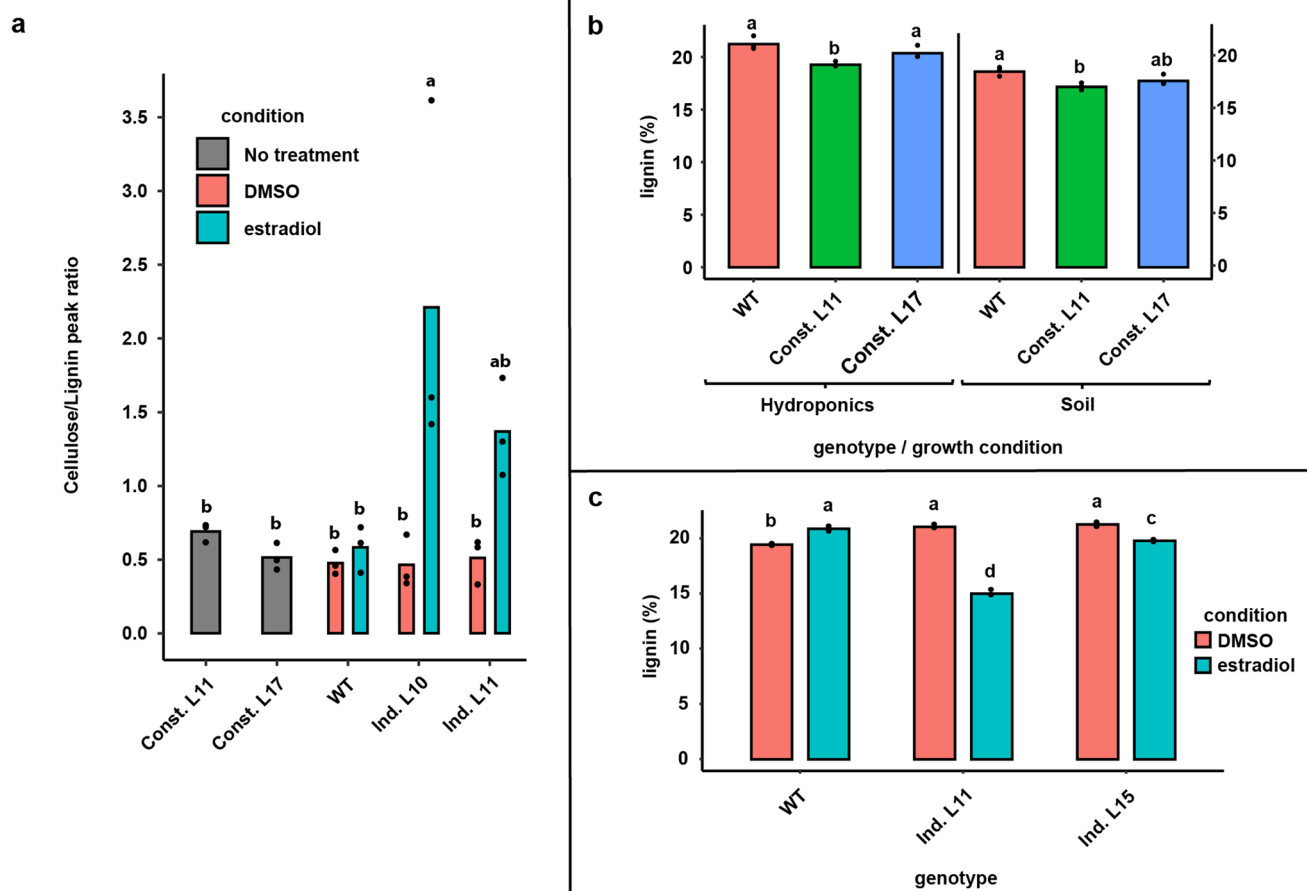 a
Cellulose/Lignin peak ratio
3.5
3.0
2.5
2.0
1.5
1.0
0.5
0.0
condition
No treatment
DMSO
estradiol
b
b
b
b
b
a
b
ab
Const. L11
Const. L17
WT
Ind. L10
Ind. L11
b
lignin (%)
20
15
10
5
0
a
b
a
a
b
ab
20
15
10
5
0
WT
Const. L11
Const. L17
WT
Const. L11
Const. L17
Hydroponics
Soil
genotype / growth condition
c
lignin (%)
20
15
10
5
0
b
a
a
d
a
c
condition
DMSO
estradiol
WT
Ind. L11
Ind. L15
genotype